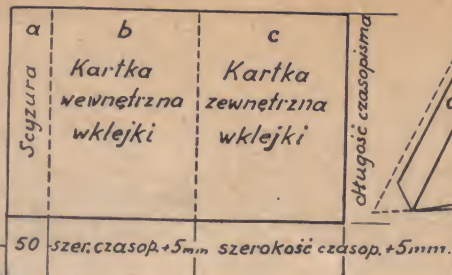 a b c
Scyzura
Kartka
wewnętrzna
wklejki
Kartka
zewnętrzna
wklejki
długość czasopisma
50 szer. czasop. +5mm szerokość czasop. +5mm.